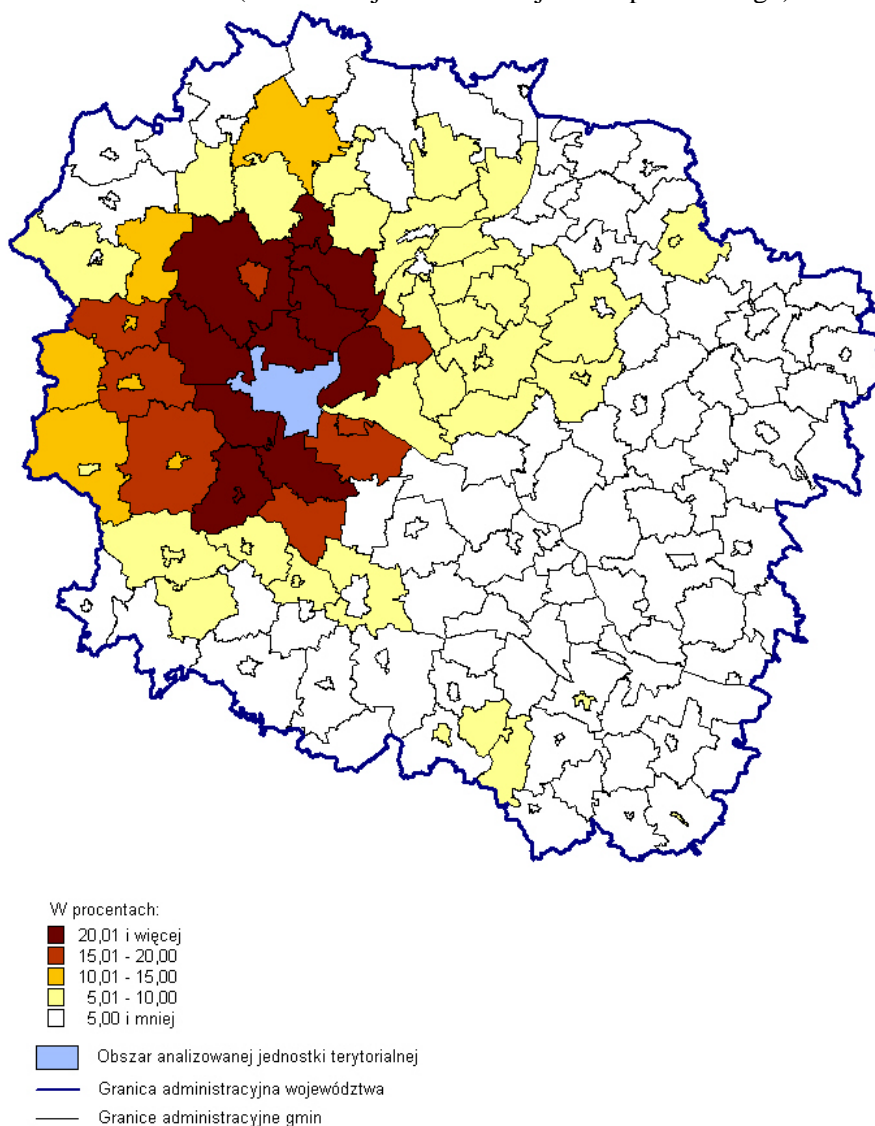 W procentach:
20,01 i więcej
15,01 - 20,00
10,01 - 15,00
5,01 - 10,00
5,00 i mniej
Obszar analizowanej jednostki terytorialnej
Granica administracyjna województwa
Granice administracyjne gmin